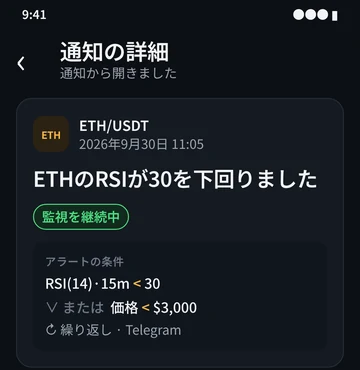 9:41
通知の詳細
通知から開きました
ETH
ETH/USDT
2026年9月30日 11:05
ETHのRSIが30を下回りました
監視を継続中
アラートの条件
RSI(14)·15m < 30
∨ または 価格 < $3,000
↻ 繰り返し · Telegram